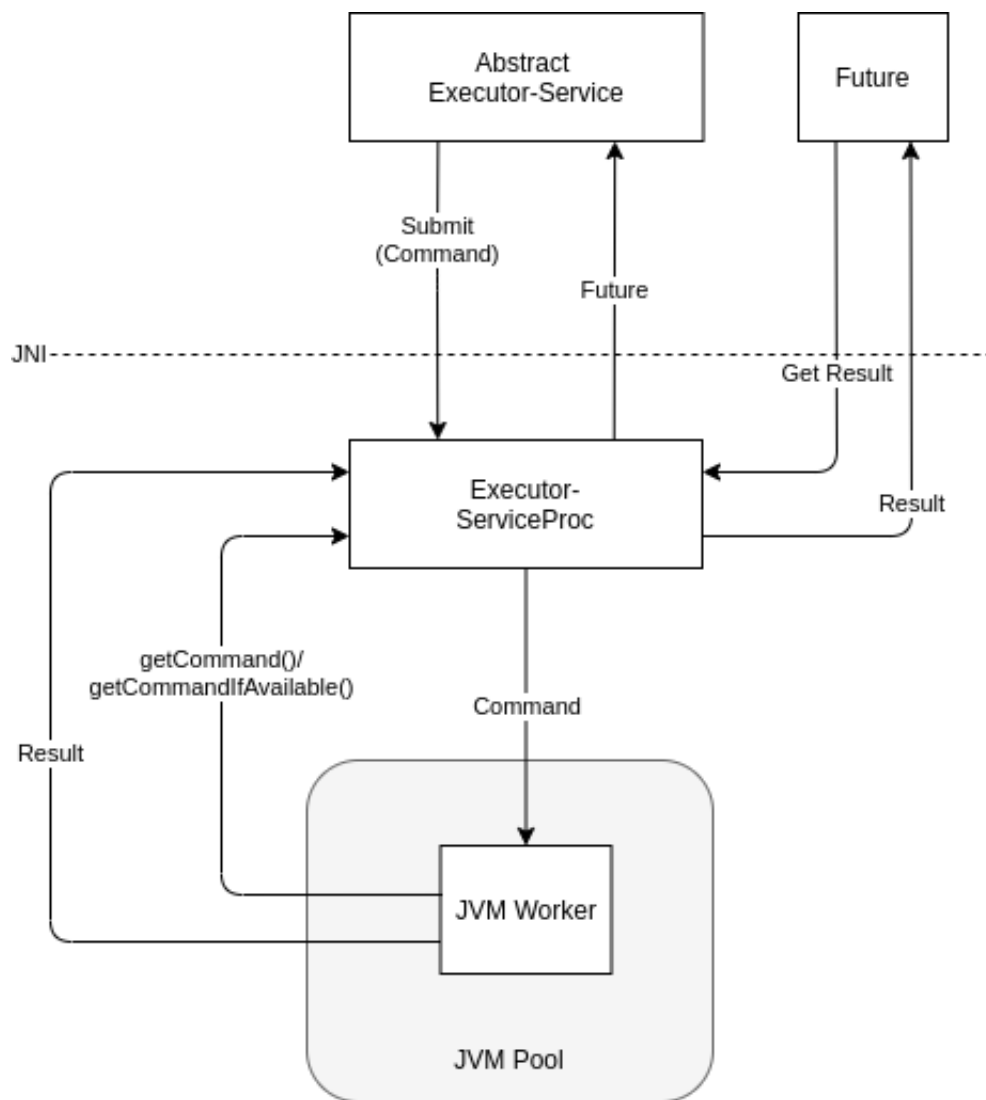 Abstract
Executor-Service
Future
Submit
(Command)
Future
JNI
Get Result
Executor-
ServiceProc
Result
getCommand()/
getCommandIfAvailable()
Command
Result
JVM Worker
JVM Pool